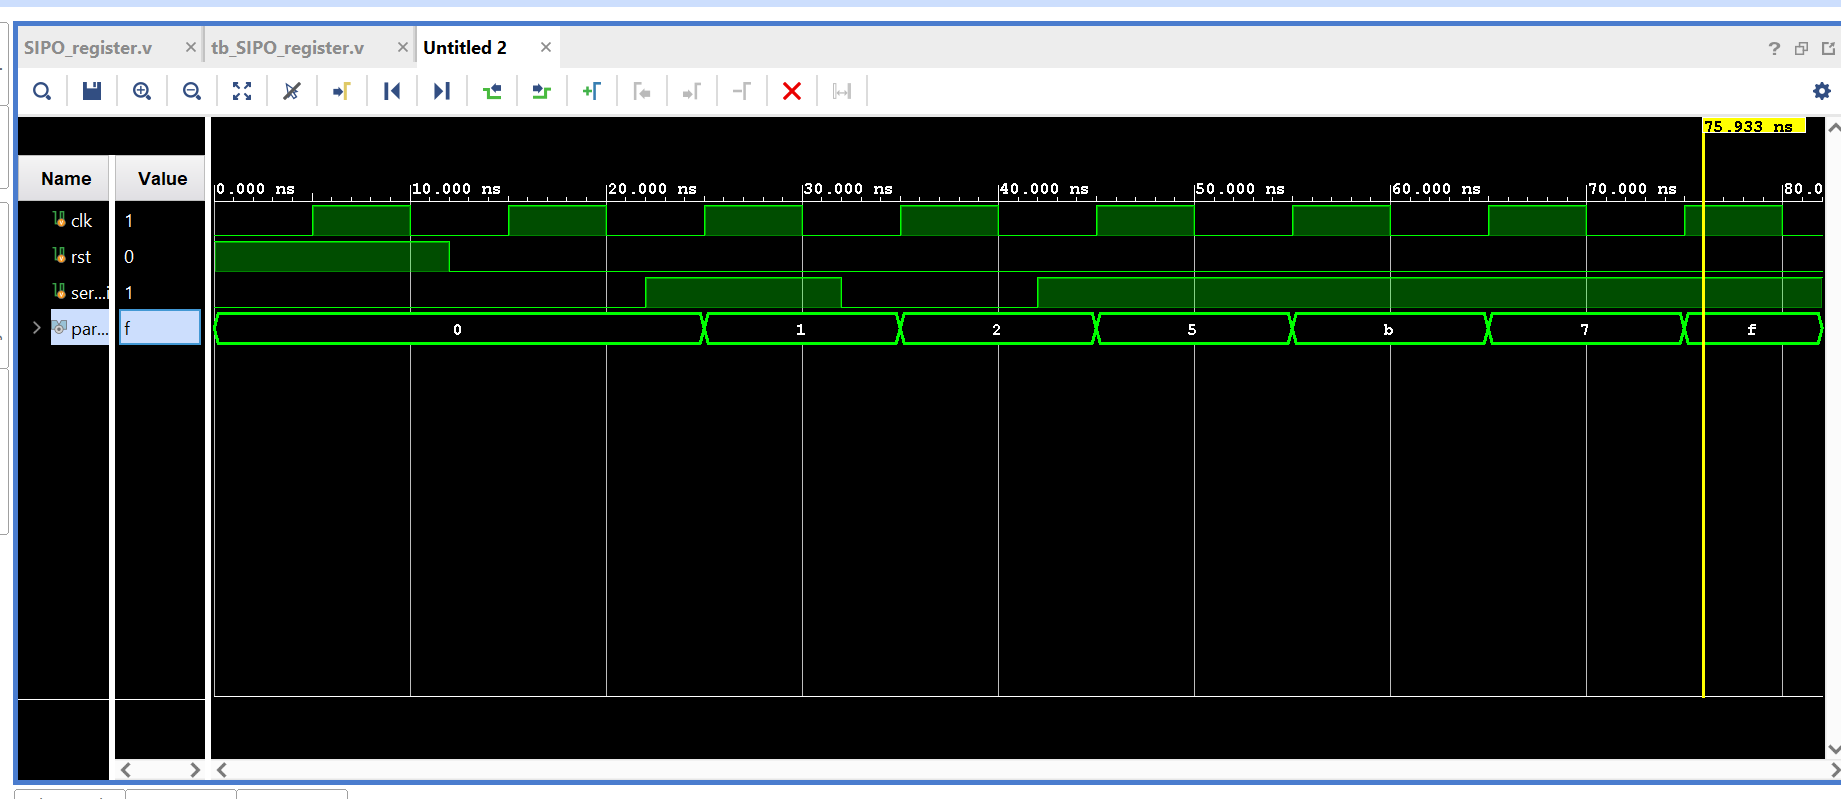 SIPO_register.v × tb_SIPO_register.v × Untitled 2 ×
?
75.933 ns
Name Value
0.000 ns 10.000 ns 20.000 ns 30.000 ns 40.000 ns 50.000 ns 60.000 ns 70.000 ns 80.0
clk 1
rst 0
ser...i 1
par... f 0 1 2 5 b 7 f